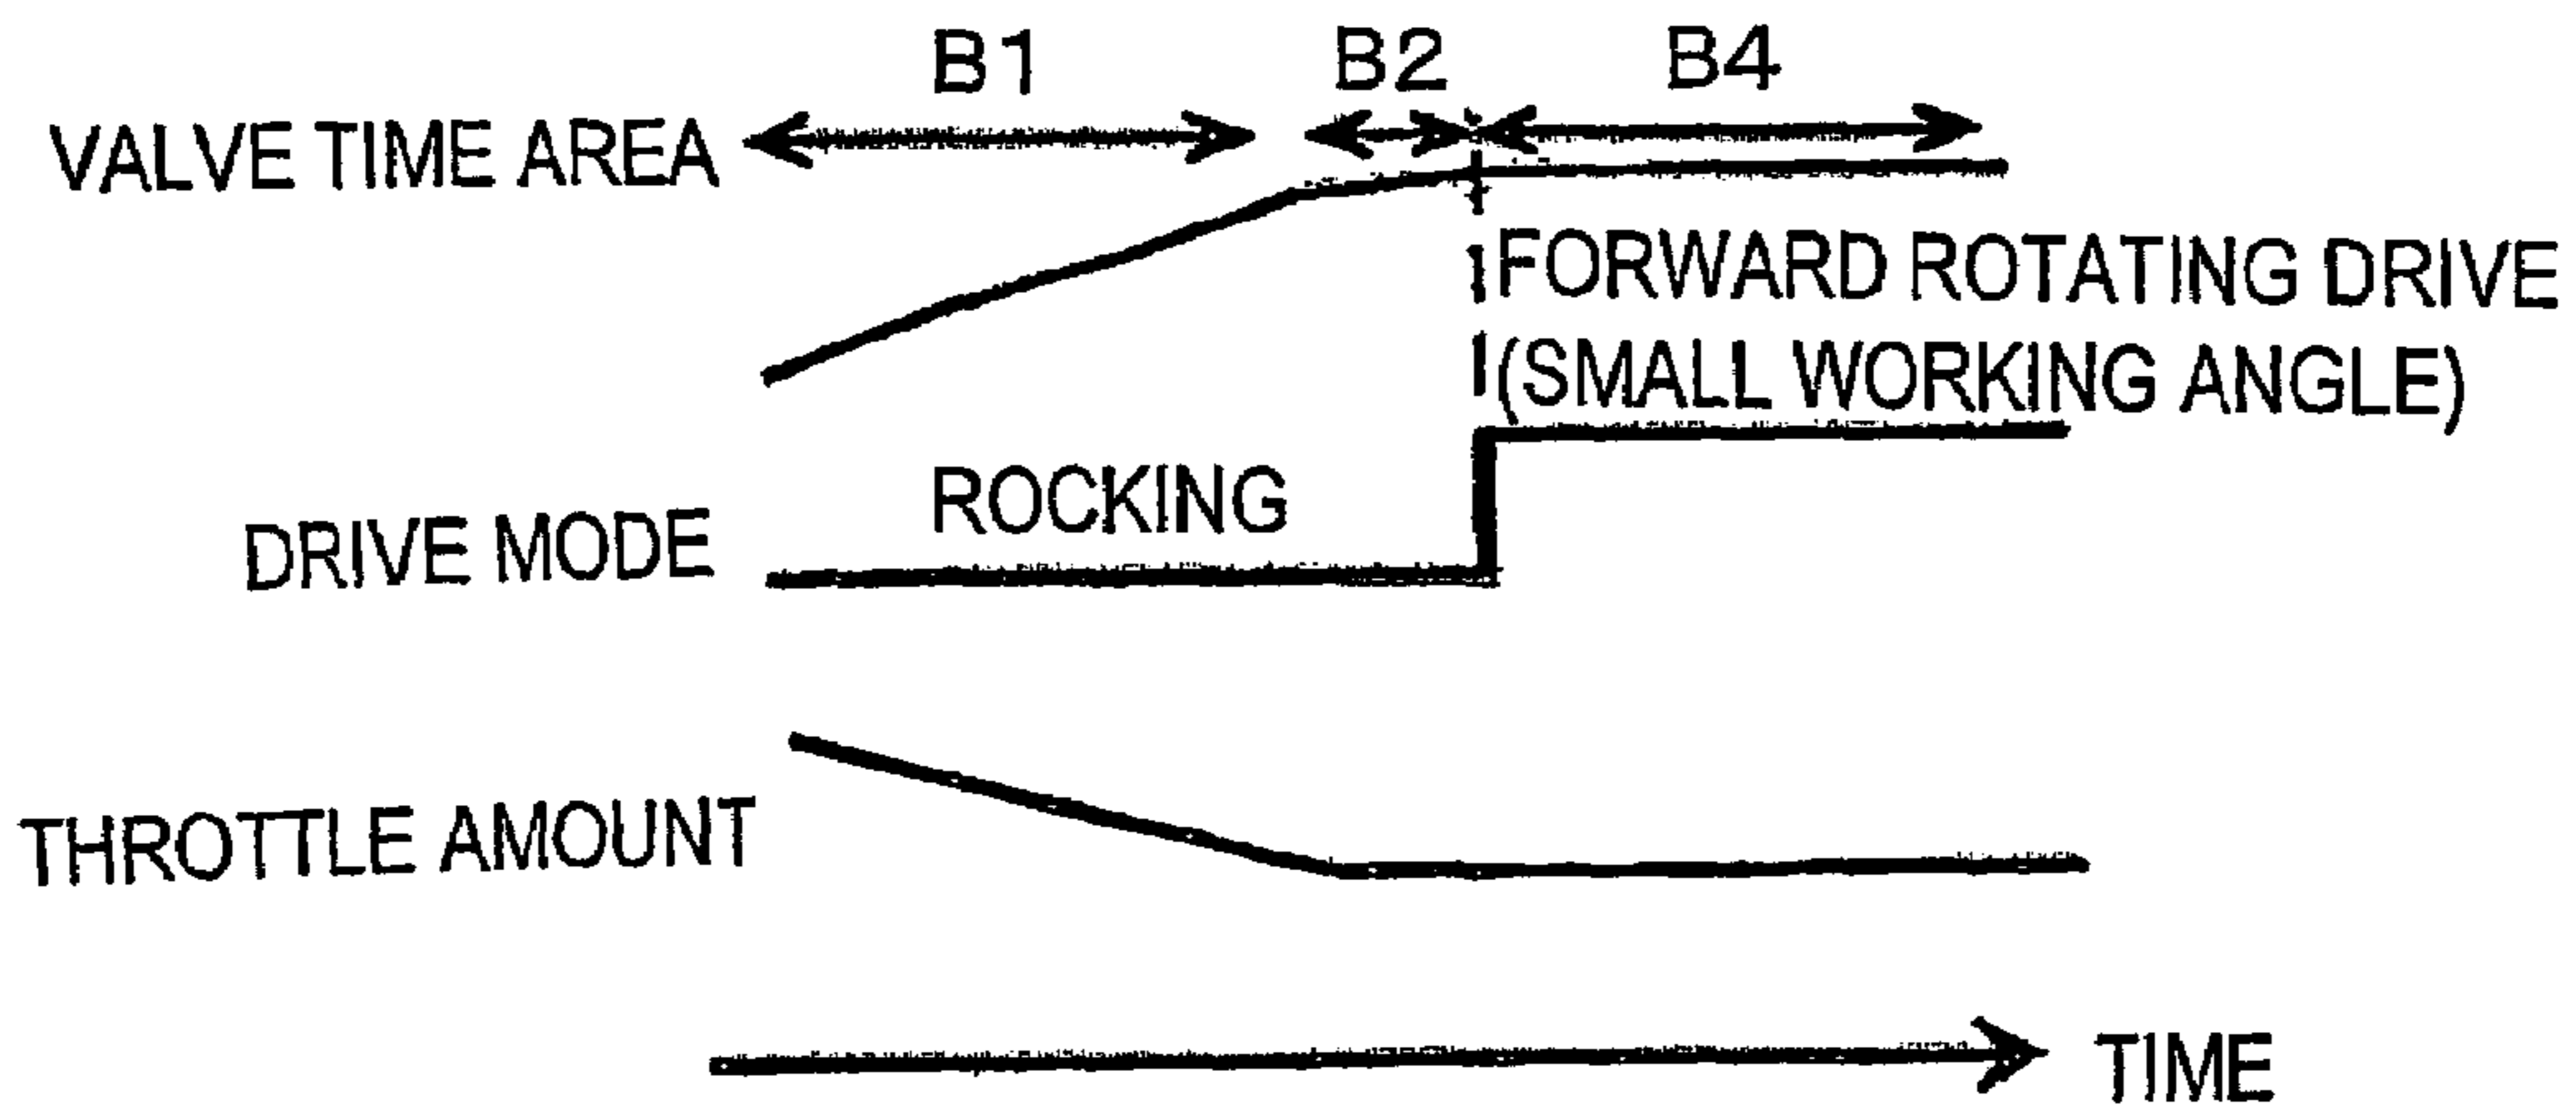 B1 B2 B4
VALVE TIME AREA
FORWARD ROTATING DRIVE
(SMALL WORKING ANGLE)
ROCKING
DRIVE MODE
THROTTLE AMOUNT
TIME